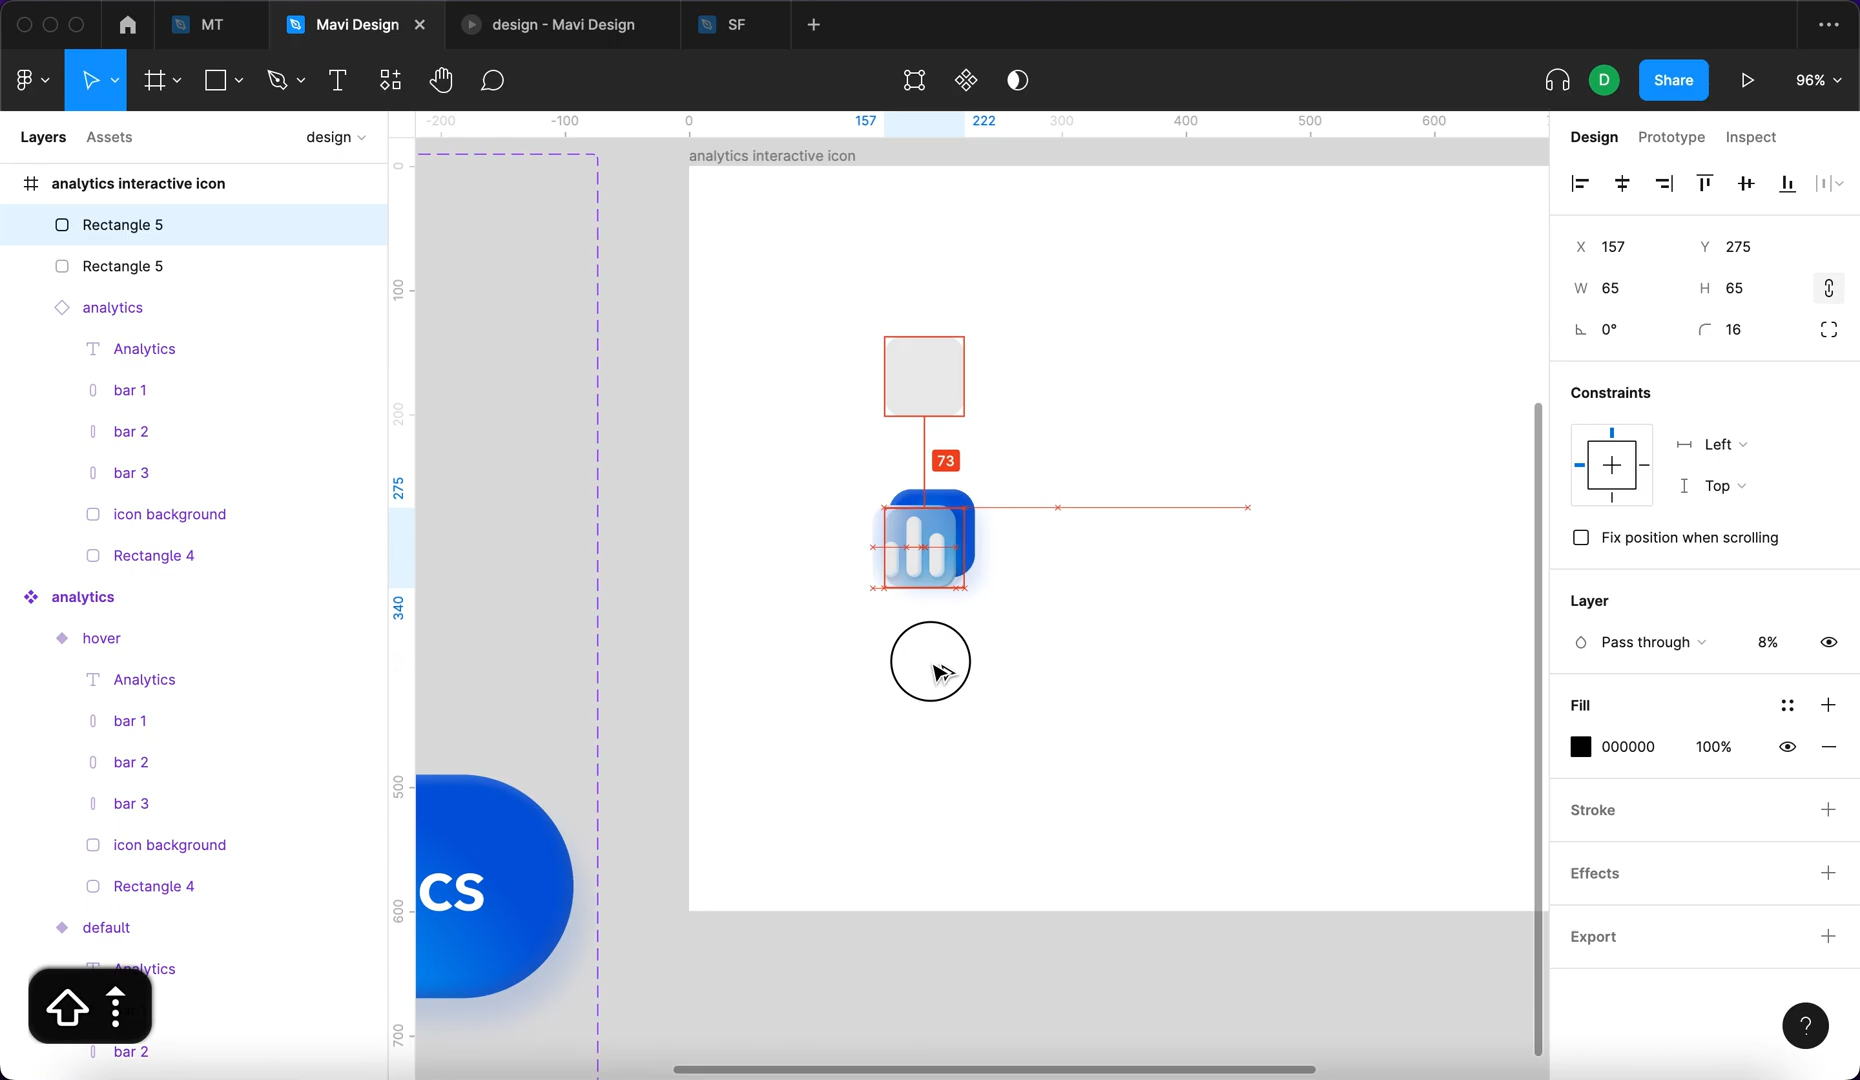 MT
Mavi Design
design - Mavi Design
SF
D
Share
96%
Layers
Assets
design
-200
-100
0
157
222
300
400
500
600
Design
Prototype
Inspect
analytics interactive icon
analytics interactive icon
Rectangle 5
Rectangle 5
analytics
Analytics
bar 1
bar 2
bar 3
icon background
Rectangle 4
analytics
hover
Analytics
bar 1
bar 2
bar 3
icon background
Rectangle 4
default
Analytics
bar 2
0
100
200
275
340
500
600
700
73
cs
X 157
Y 275
W 65
H 65
0°
16
Constraints
Left
Top
Fix position when scrolling
Layer
Pass through
8%
Fill
000000
100%
Stroke
Effects
Export
?